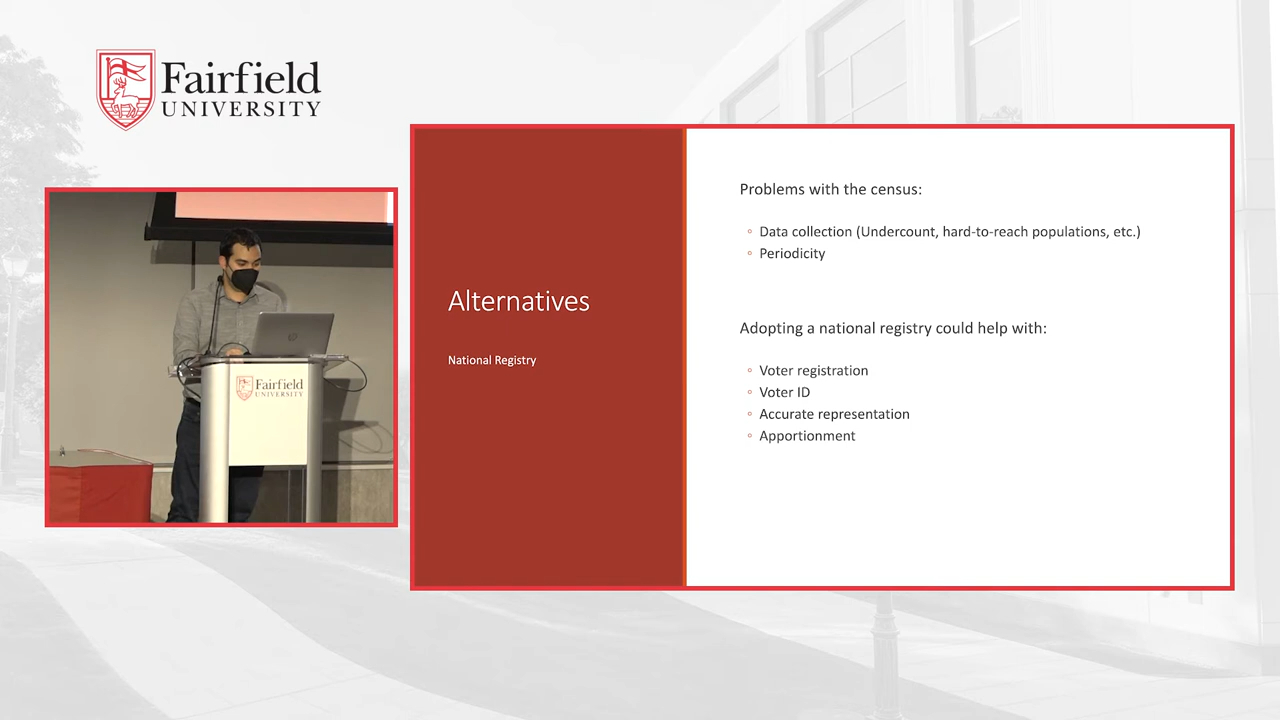 Fairfield
UNIVERSITY
Fairfield
UNIVERSITY
Alternatives
National Registry
Problems with the census:
Data collection (Undercount, hard-to-reach populations, etc.)
Periodicity
Adopting a national registry could help with:
Voter registration
Voter ID
Accurate representation
Apportionment